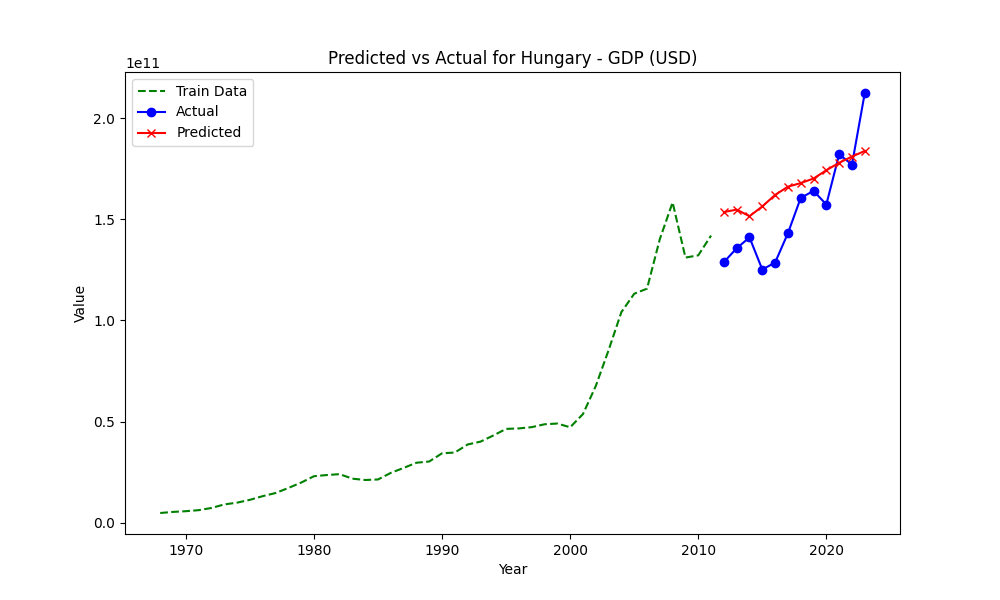 Predicted vs Actual for Hungary - GDP (USD)
1e11
Train Data
Actual
Predicted
2.0
1.5
1.0
0.5
0.0
Value
1970 1980 1990 2000 2010 2020
Year